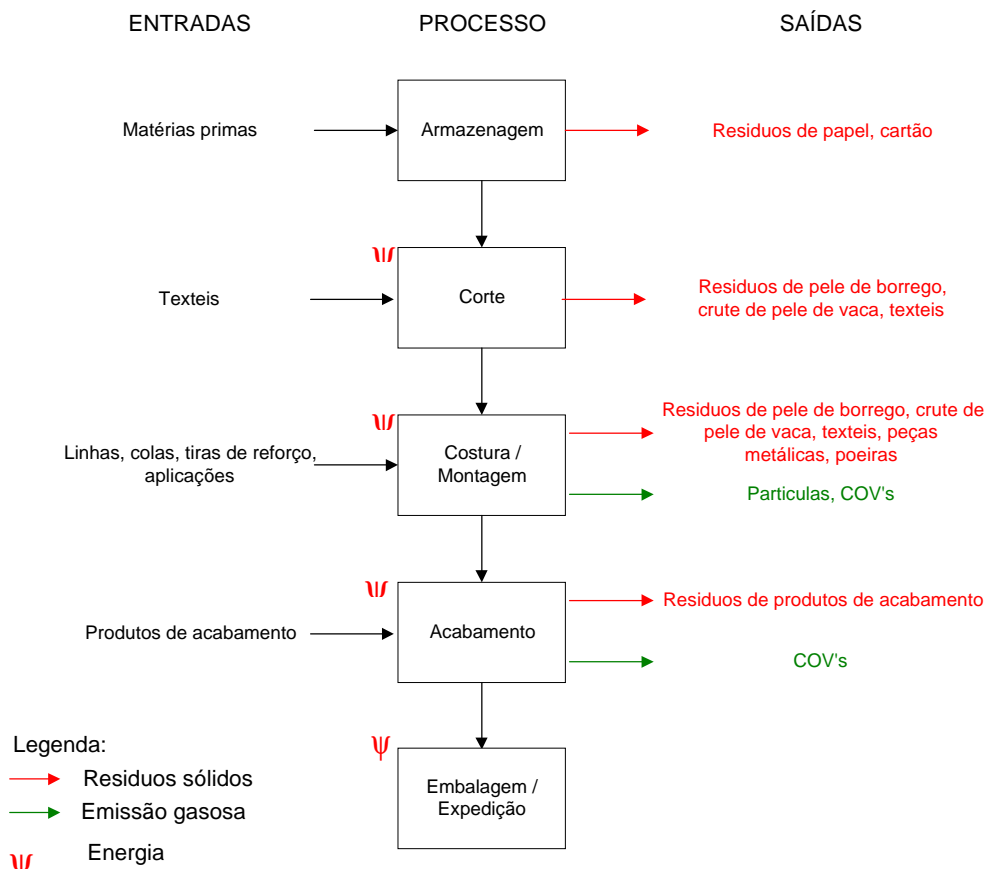 ENTRADAS PROCESSO SAÍDAS
Matérias primas
Armazenagem
Residuos de papel, cartão
Texteis
Corte
Residuos de pele de borrego,
crute de pele de vaca, texteis
Linhas, colas, tiras de reforço,
aplicações
Costura /
Montagem
Residuos de pele de borrego, crute de
pele de vaca, texteis, peças
metálicas, poeiras
Particulas, COV's
Produtos de acabamento
Acabamento
Residuos de produtos de acabamento
COV's
Embalagem /
Expedição
Legenda:
Residuos sólidos
Emissão gasosa
Energia